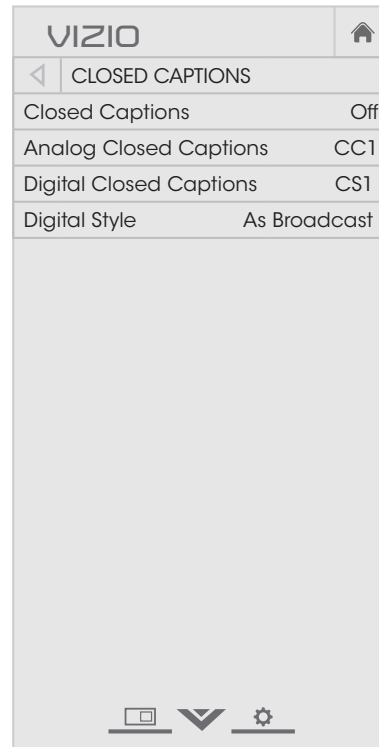 VIZIO
CLOSED CAPTIONS
Closed Captions Off
Analog Closed Captions CC1
Digital Closed Captions CS1
Digital Style As Broadcast